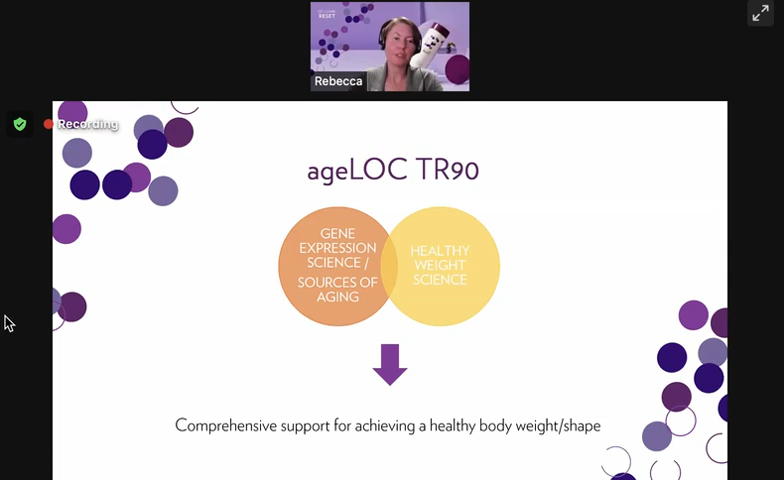 RESET
Rebecca
Recording
ageLOC TR90
GENE
EXPRESSION
SCIENCE /
SOURCES OF
AGING
HEALTHY
WEIGHT
SCIENCE
Comprehensive support for achieving a healthy body weight/shape